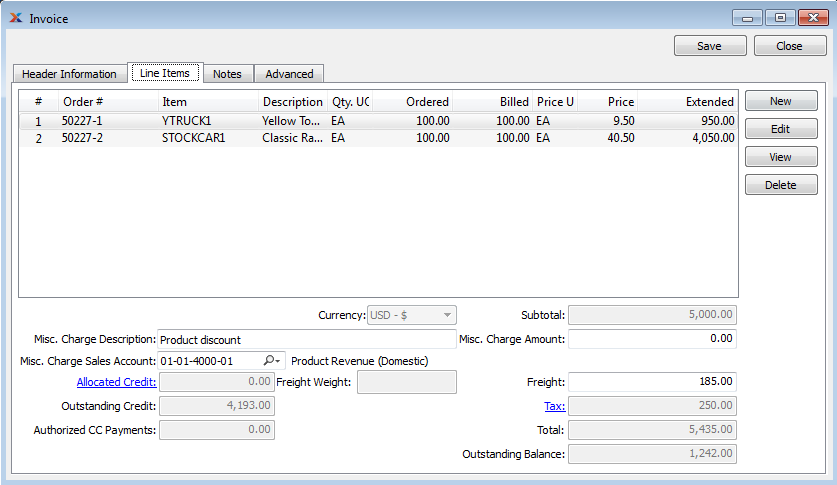 Invoice
Save Close
Header Information Line Items Notes Advanced
# Order # Item Description Qty. UO Ordered Billed Price U Price Extended
1 50227-1 YTRUCK1 Yellow To... EA 100.00 100.00 EA 9.50 950.00
2 50227-2 STOCKCAR1 Classic Ra... EA 100.00 100.00 EA 40.50 4,050.00
New
Edit
View
Delete
Currency: USD - $ Subtotal: 5,000.00
Misc. Charge Description: Product discount Misc. Charge Amount: 0.00
Misc. Charge Sales Account: 01-01-4000-01 Product Revenue (Domestic)
Allocated Credit: 0.00 Freight Weight: Freight: 185.00
Outstanding Credit: 4,193.00 Tax: 250.00
Authorized CC Payments: 0.00 Total: 5,435.00
Outstanding Balance: 1,242.00